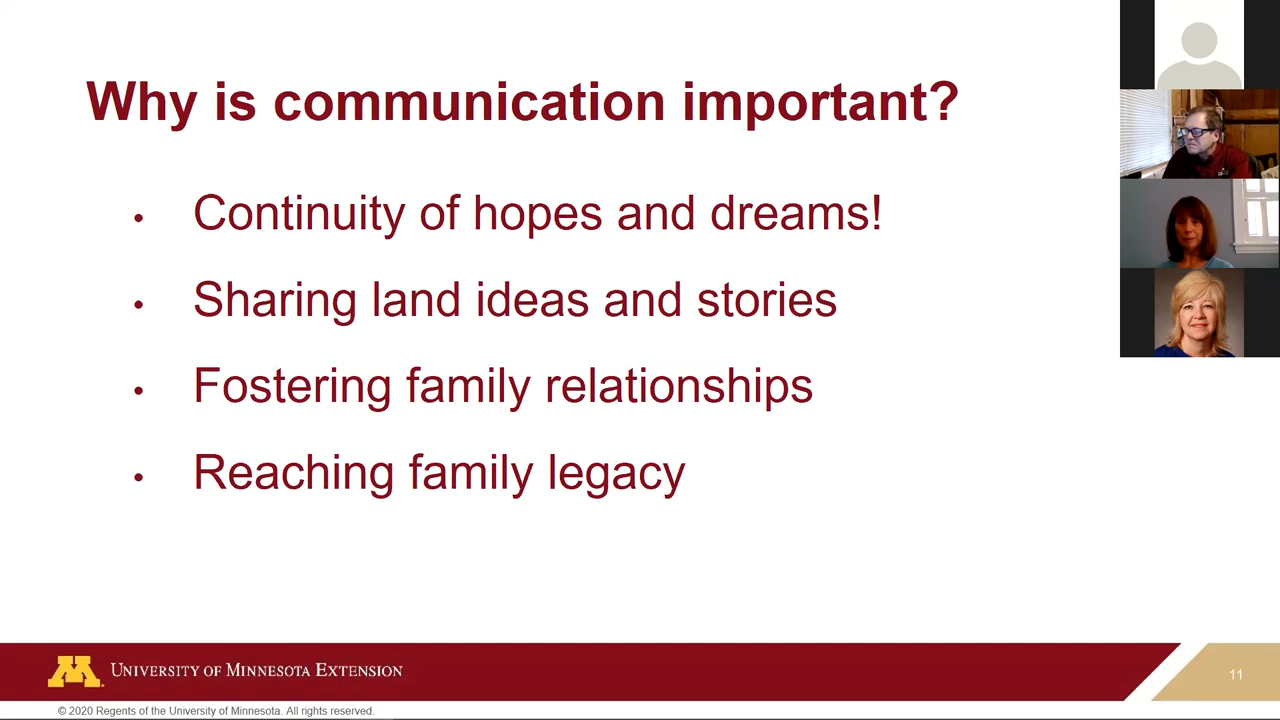 Why is communication important?
• Continuity of hopes and dreams!
• Sharing land ideas and stories
• Fostering family relationships
• Reaching family legacy
M
UNIVERSITY OF MINNESOTA EXTENSION
11
© 2020 Regents of the University of Minnesota. All rights reserved.